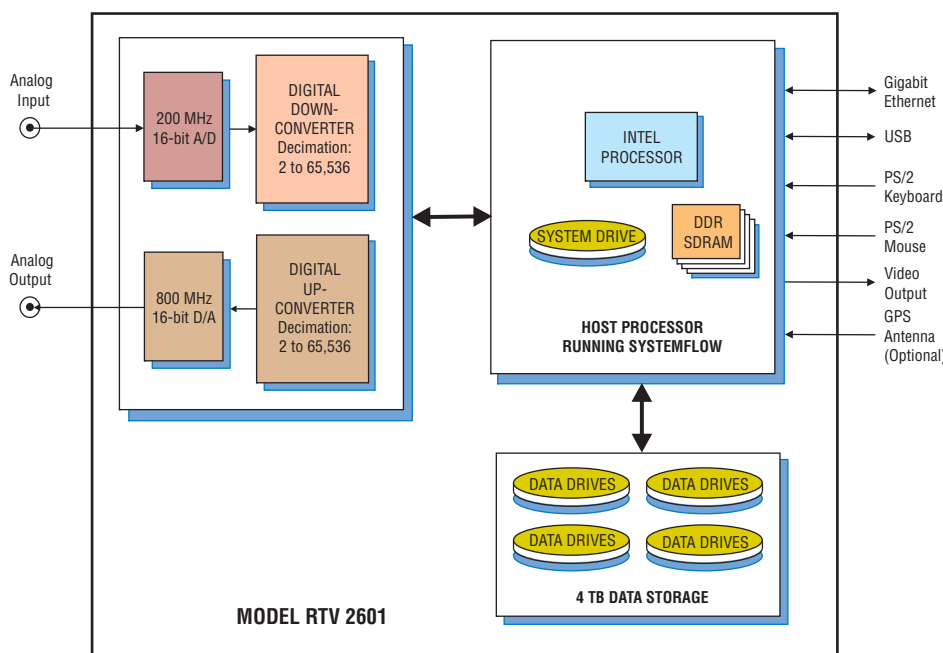 Analog
Input
200 MHz
16-bit A/D
DIGITAL
DOWN-
CONVERTER
Decimation:
2 to 65,536
Analog
Output
800 MHz
16-bit D/A
DIGITAL
UP-
CONVERTER
Decimation:
2 to 65,536
INTEL
PROCESSOR
SYSTEM DRIVE
DDR
SDRAM
HOST PROCESSOR
RUNNING SYSTEMFLOW
Gigabit
Ethernet
USB
PS/2
Keyboard
PS/2
Mouse
Video
Output
GPS
Antenna
(Optional)
DATA DRIVES
DATA DRIVES
DATA DRIVES
DATA DRIVES
4 TB DATA STORAGE
MODEL RTV 2601